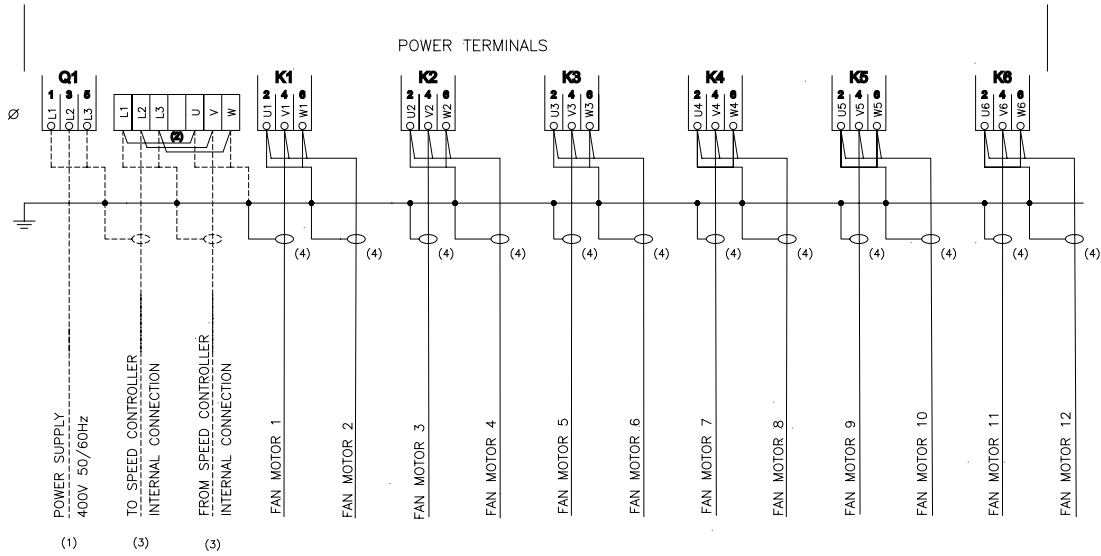 POWER TERMINALS
Q1 K1 K2 K3 K4 K5 K6
1 3 5 2 4 6 2 4 6 2 4 6 2 4 6 2 4 6 2 4 6
L1 L2 L3 L1 L2 L3 U V W U1 V1 W1 U2 V2 W2 U3 V3 W3 U4 V4 W4 U5 V5 W5 U6 V6 W6
Ø
(2)
(4) (4) (4) (4) (4) (4) (4) (4) (4) (4) (4) (4)
POWER SUPPLY
400V 50/60Hz
TO SPEED CONTROLLER
INTERNAL CONNECTION
FROM SPEED CONTROLLER
INTERNAL CONNECTION
FAN MOTOR 1
FAN MOTOR 2
FAN MOTOR 3
FAN MOTOR 4
FAN MOTOR 5
FAN MOTOR 6
FAN MOTOR 7
FAN MOTOR 8
FAN MOTOR 9
FAN MOTOR 10
FAN MOTOR 11
FAN MOTOR 12
(1) (3) (3)